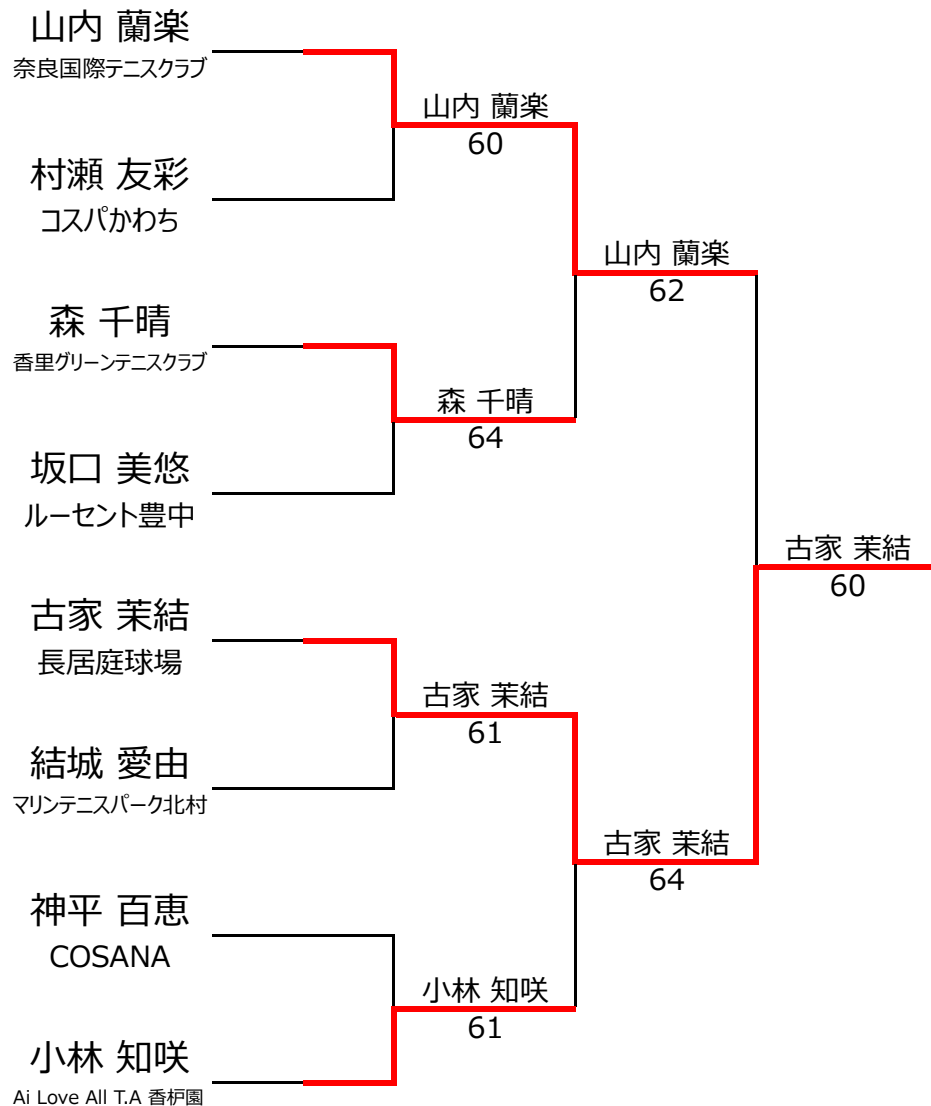 山内 蘭楽
奈良国際テニスクラブ
村瀬 友彩
コスパかわち
森 千晴
香里グリーンテニスクラブ
坂口 美悠
ルーセント豊中
古家 茉結
長居庭球場
結城 愛由
マリンテニスパーク北村
神平 百恵
COSANA
小林 知咲
Ai Love All T.A 香枦園
山内 蘭楽
60
森 千晴
64
古家 茉結
61
小林 知咲
61
山内 蘭楽
62
古家 茉結
64
古家 茉結
60